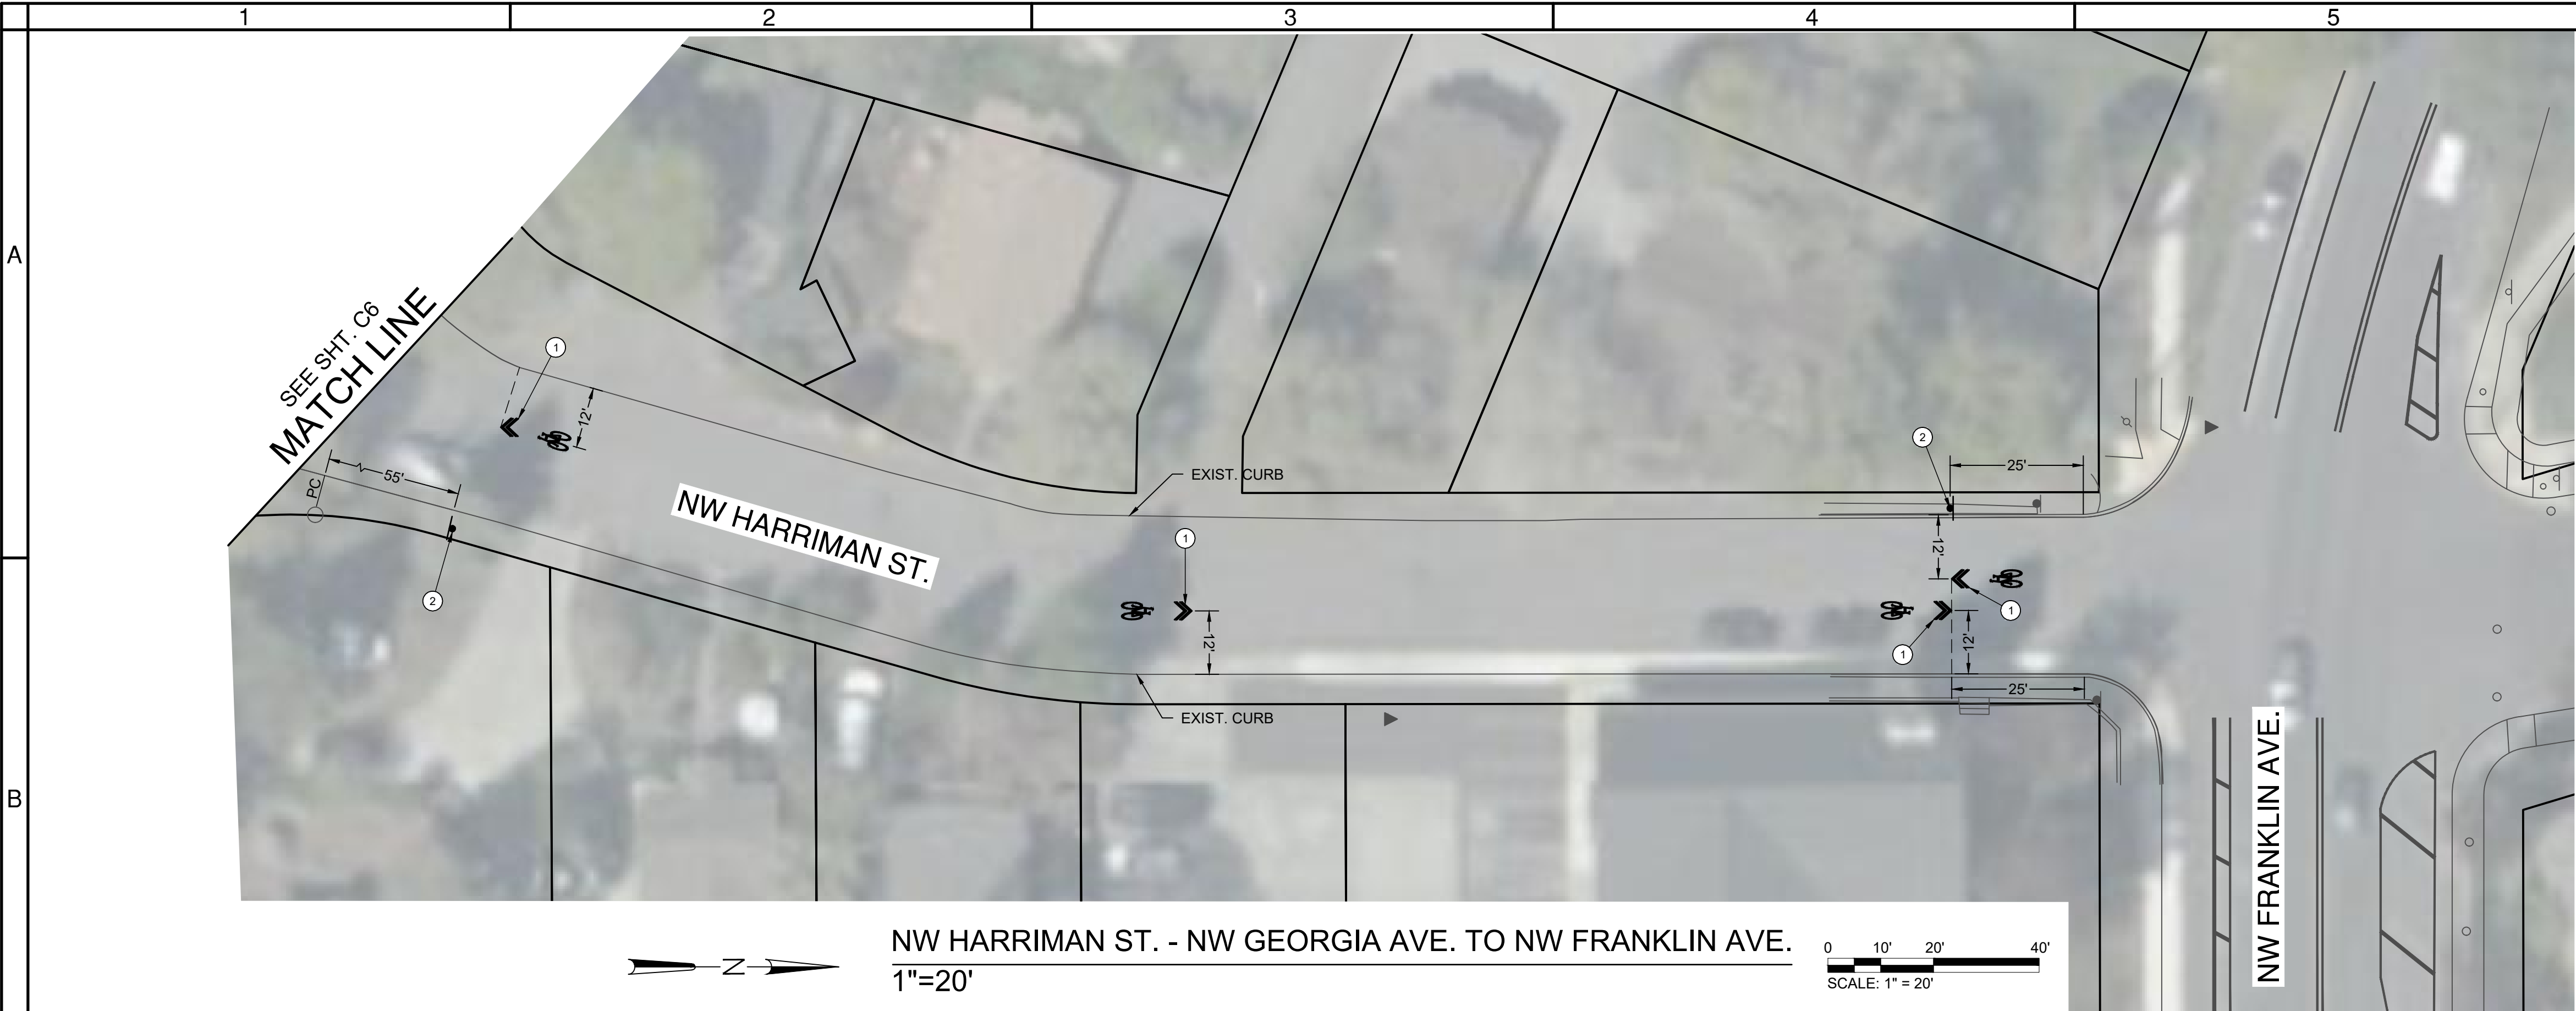 1
2
3
4
5
A
B
SEE SHT. C6
MATCH LINE
1
12'
55'
PC
2
NW HARRIMAN ST.
EXIST. CURB
1
12'
EXIST. CURB
2
25'
12'
1
1
12'
25'
NW FRANKLIN AVE.
N
NW HARRIMAN ST. - NW GEORGIA AVE. TO NW FRANKLIN AVE.
1"=20'
0 10' 20' 40'
SCALE: 1" = 20'